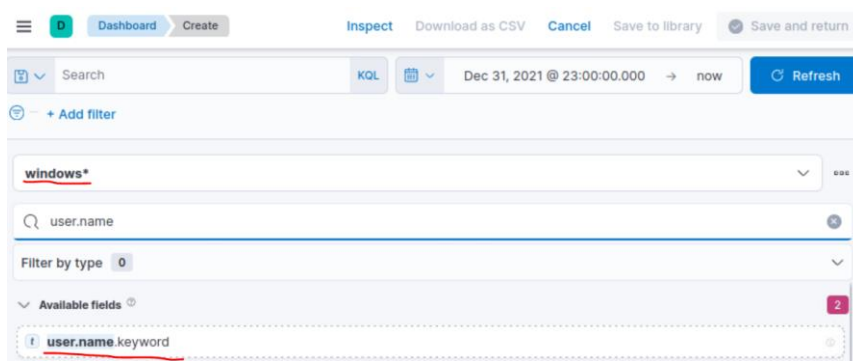 D Dashboard Create Inspect Download as CSV Cancel Save to library Save and return
Search KQL Dec 31, 2021 @ 23:00:00.000 → now Refresh
+ Add filter
windows*
user.name
Filter by type 0
Available fields 2
t user.name.keyword